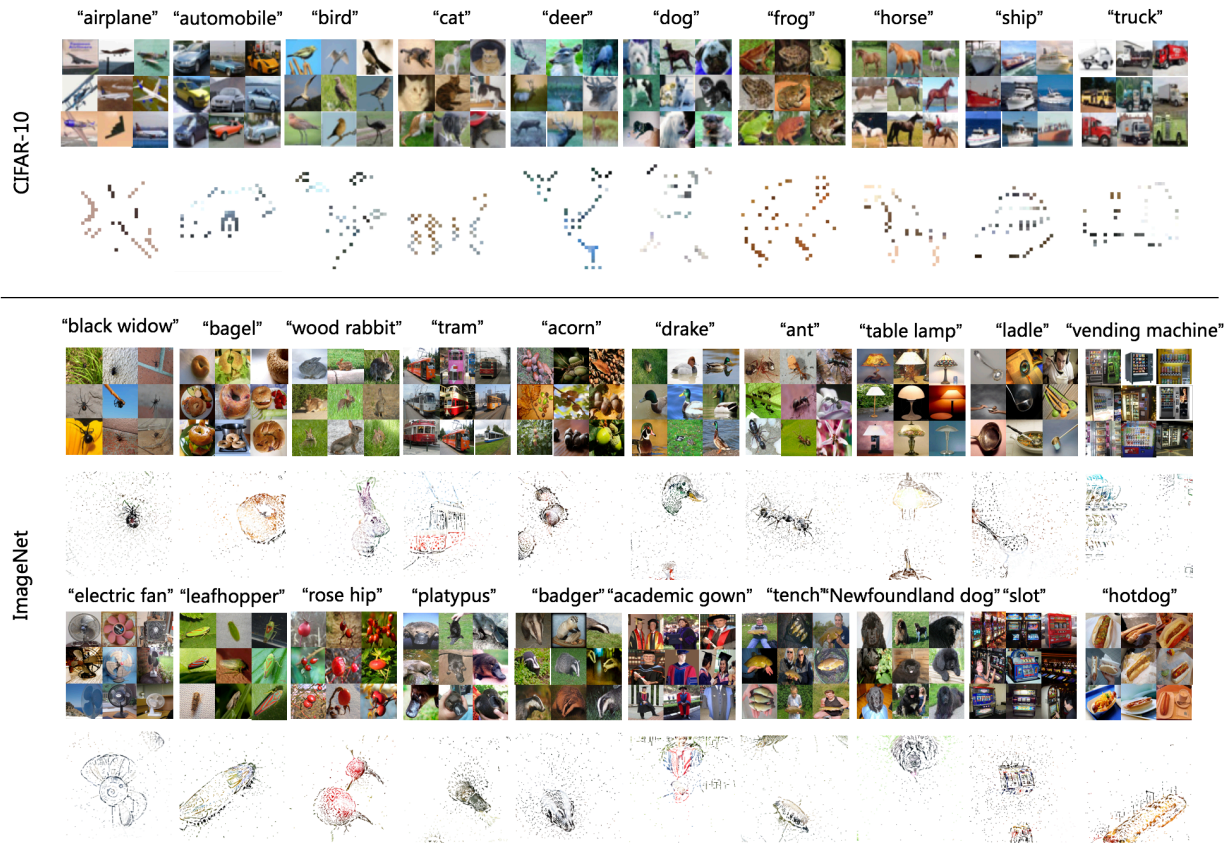 “airplane” “automobile” “bird” “cat” “deer” “dog” “frog” “horse” “ship” “truck”
CIFAR-10
“black widow” “bagel” “wood rabbit” “tram” “acorn” “drake” “ant” “table lamp” “ladle” “vending machine”
ImageNet
“electric fan” “leafhopper” “rose hip” “platypus” “badger” “academic gown” “tench” “Newfoundland dog” “slot” “hotdog”